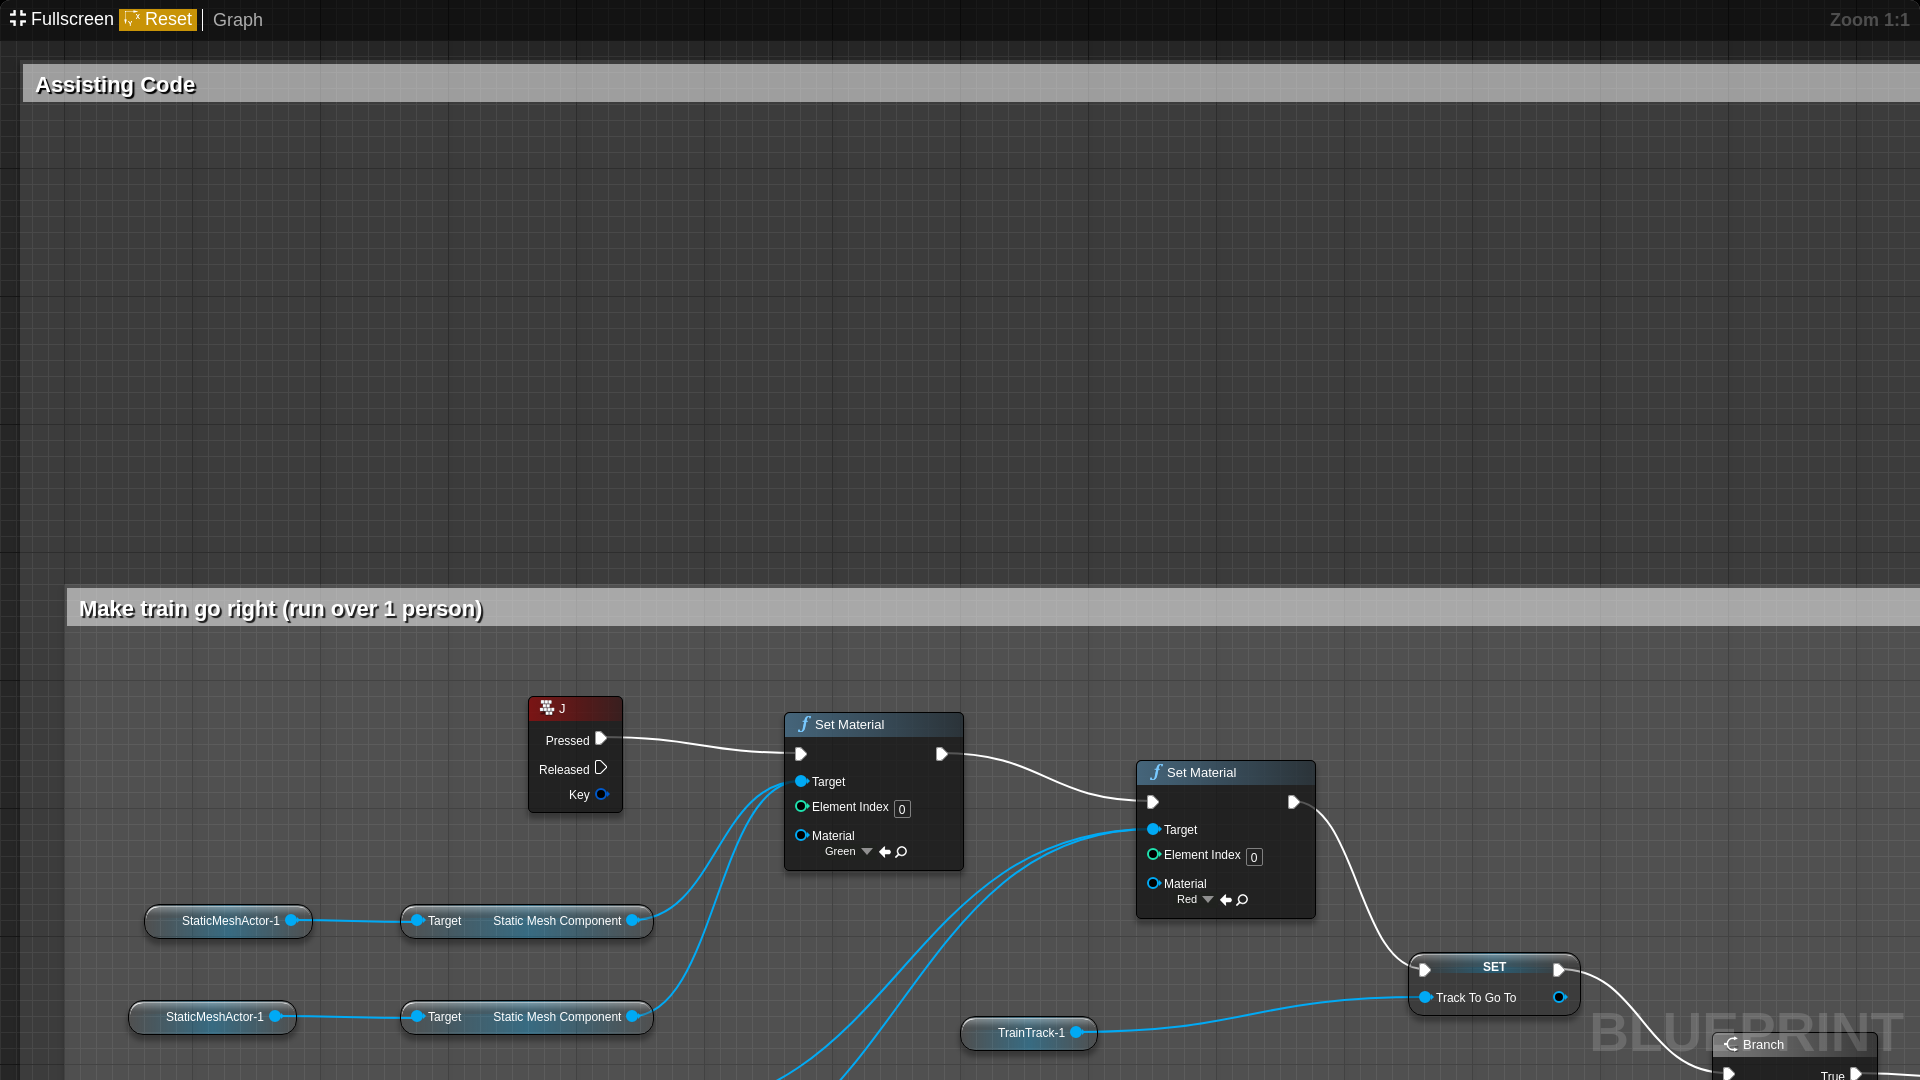 Fullscreen Reset Graph Zoom 1:1
Assisting Code
Make train go right (run over 1 person)
J
Pressed
Released
Key
Set Material
Target
Element Index 0
Material
Green
Set Material
Target
Element Index 0
Material
Red
StaticMeshActor-1
Target Static Mesh Component
StaticMeshActor-1
Target Static Mesh Component
TrainTrack-1
SET
Track To Go To
BLUEPRINT
Branch
True